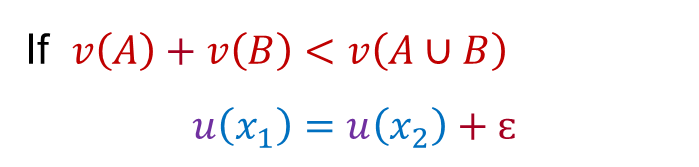 If v(A) + v(B) < v(A ∪ B)
u(x₁) = u(x₂) + ε